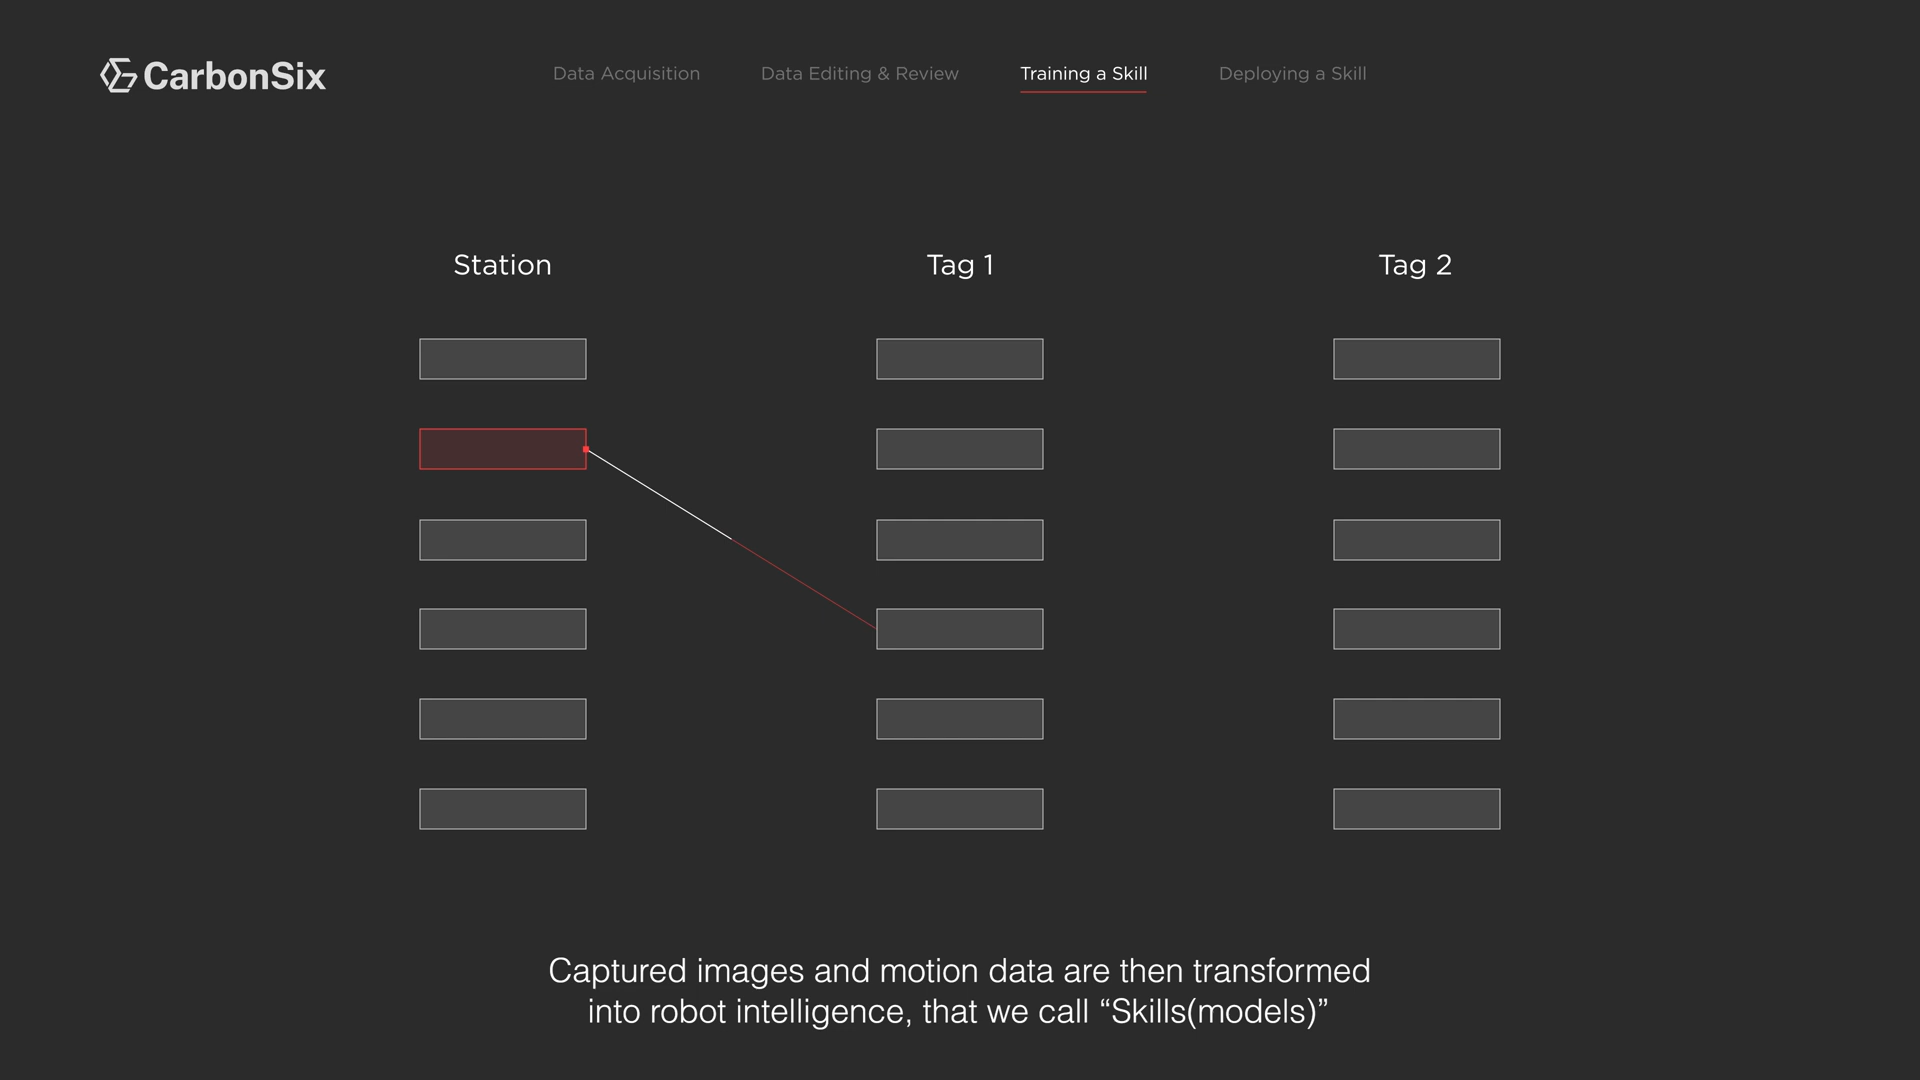 CarbonSix
Data Acquisition
Data Editing & Review
Training a Skill
Deploying a Skill
Station
Tag 1
Tag 2
Captured images and motion data are then transformed
into robot intelligence, that we call “Skills(models)”